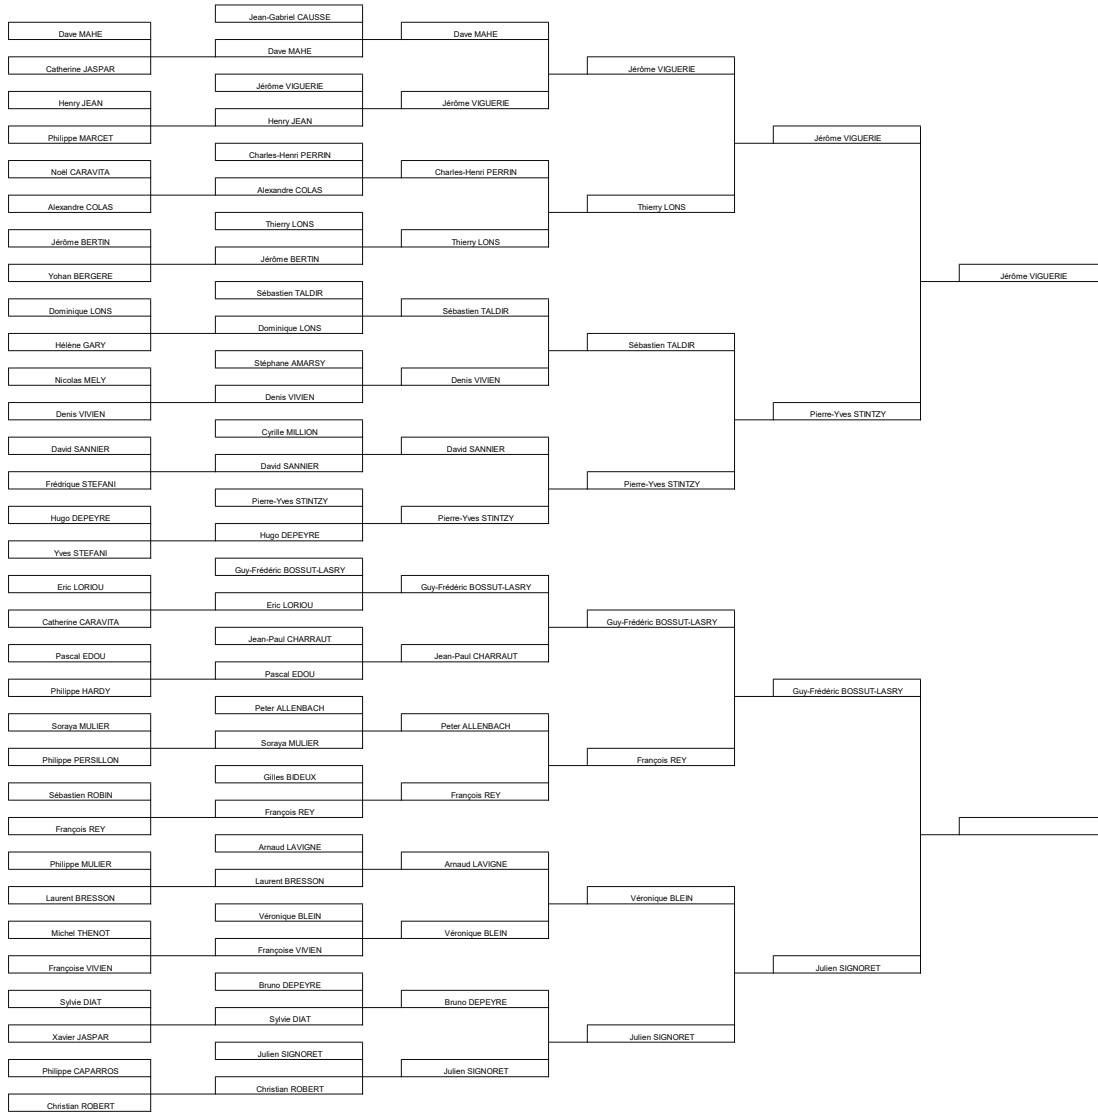 Jean-Gabriel CAUSSE
Dave MAHE
Dave MAHE
Dave MAHE
Catherine JASPAR
Jérôme VIGUERIE
Jérôme VIGUERIE
Henry JEAN
Jérôme VIGUERIE
Henry JEAN
Philippe MARCET
Jérôme VIGUERIE
Charles-Henri PERRIN
Noël CARAVITA
Charles-Henri PERRIN
Alexandre COLAS
Alexandre COLAS
Thierry LONS
Thierry LONS
Jérôme BERTIN
Thierry LONS
Jérôme BERTIN
Yohan BERGERE
Jérôme VIGUERIE
Sébastien TALDIR
Dominique LONS
Sébastien TALDIR
Dominique LONS
Hélène GARY
Sébastien TALDIR
Stéphane AMARSY
Nicolas MELY
Denis VIVIEN
Denis VIVIEN
Denis VIVIEN
Pierre-Yves STINTZY
Cyrille MILLION
David SANNIER
David SANNIER
David SANNIER
Frédrique STEFANI
Pierre-Yves STINTZY
Pierre-Yves STINTZY
Hugo DEPEYRE
Pierre-Yves STINTZY
Hugo DEPEYRE
Yves STEFANI
Guy-Frédéric BOSSUT-LASRY
Eric LORIOU
Guy-Frédéric BOSSUT-LASRY
Eric LORIOU
Catherine CARAVITA
Guy-Frédéric BOSSUT-LASRY
Jean-Paul CHARRAUT
Pascal EDOU
Jean-Paul CHARRAUT
Pascal EDOU
Philippe HARDY
Guy-Frédéric BOSSUT-LASRY
Peter ALLENBACH
Soraya MULIER
Peter ALLENBACH
Soraya MULIER
Philippe PERSILLON
François REY
Gilles BIDEUX
Sébastien ROBIN
François REY
François REY
François REY
Arnaud LAVIGNE
Philippe MULIER
Arnaud LAVIGNE
Laurent BRESSON
Laurent BRESSON
Véronique BLEIN
Véronique BLEIN
Michel THENOT
Véronique BLEIN
Françoise VIVIEN
Françoise VIVIEN
Julien SIGNORET
Bruno DEPEYRE
Sylvie DIAT
Bruno DEPEYRE
Sylvie DIAT
Xavier JASPAR
Julien SIGNORET
Julien SIGNORET
Philippe CAPARROS
Julien SIGNORET
Christian ROBERT
Christian ROBERT